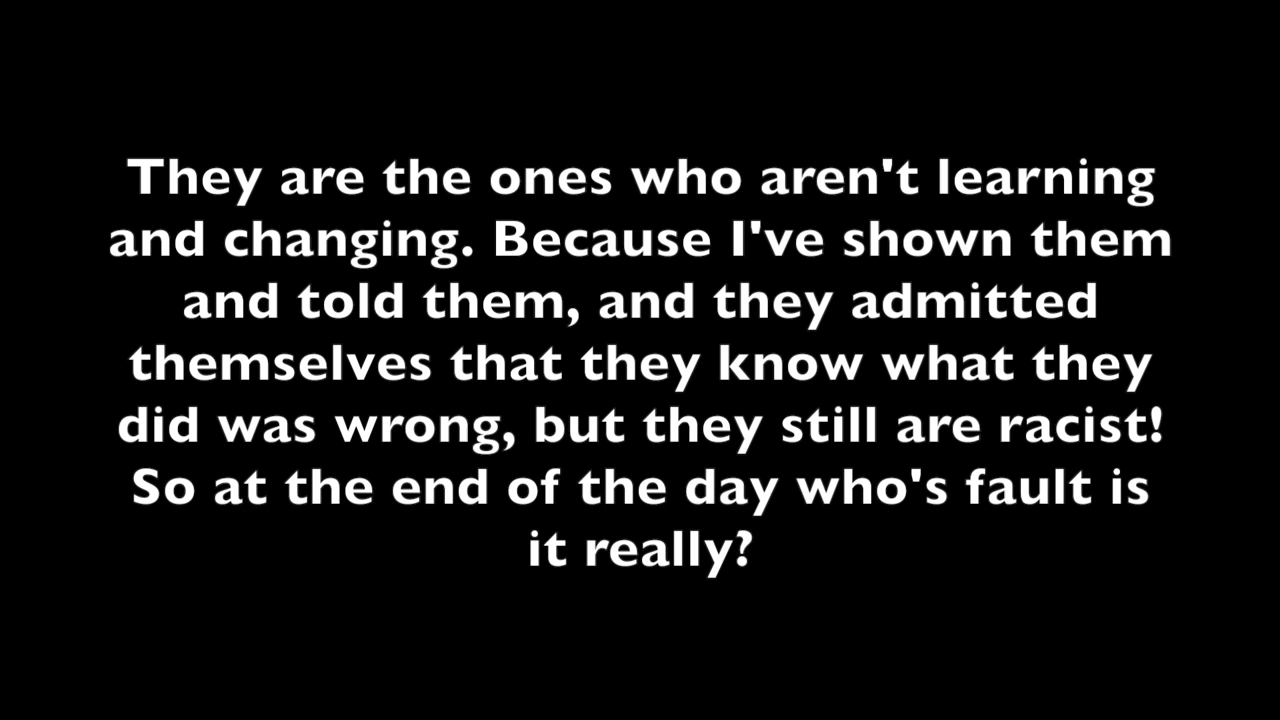 They are the ones who aren't learning
and changing. Because I've shown them
and told them, and they admitted
themselves that they know what they
did was wrong, but they still are racist!
So at the end of the day who's fault is
it really?